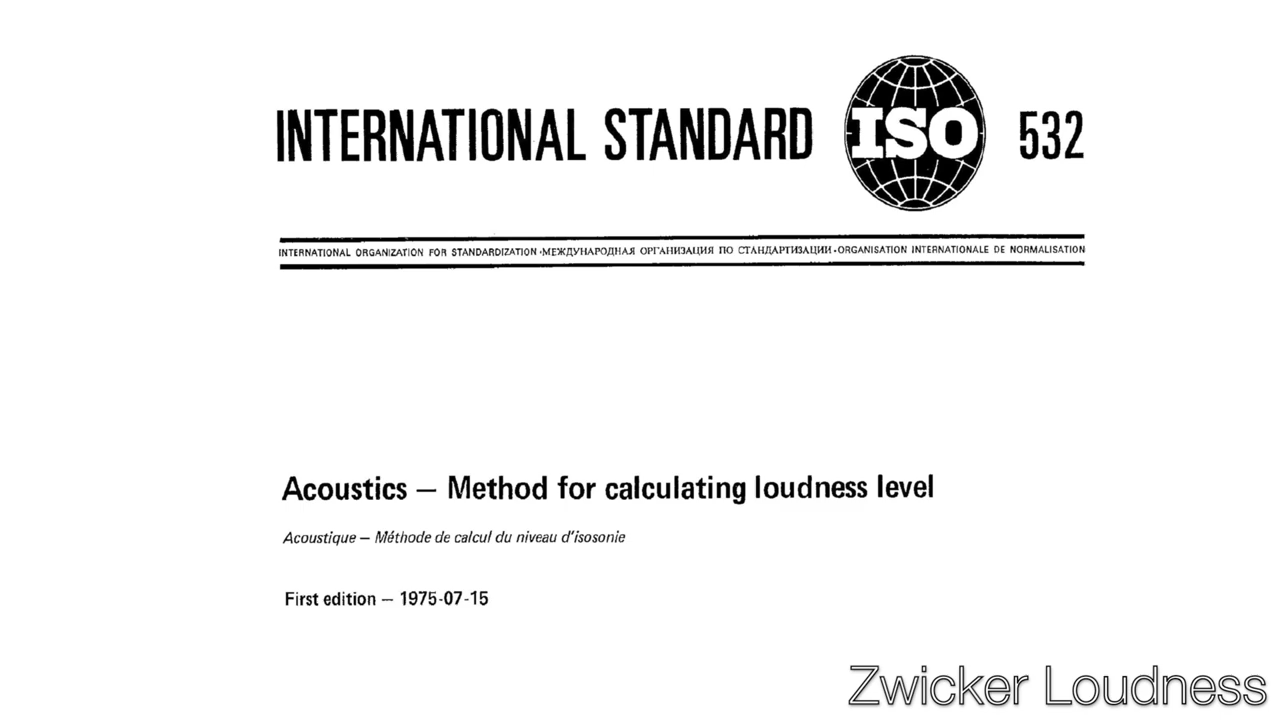 INTERNATIONAL STANDARD ISO 532
INTERNATIONAL ORGANIZATION FOR STANDARDIZATION •МЕЖДУНАРОДНАЯ ОРГАНИЗАЦИЯ ПО СТАНДАРТИЗАЦИИ•ORGANISATION INTERNATIONALE DE NORMALISATION
Acoustics — Method for calculating loudness level
Acoustique — Méthode de calcul du niveau d'isosonie
First edition — 1975-07-15
Zwicker Loudness